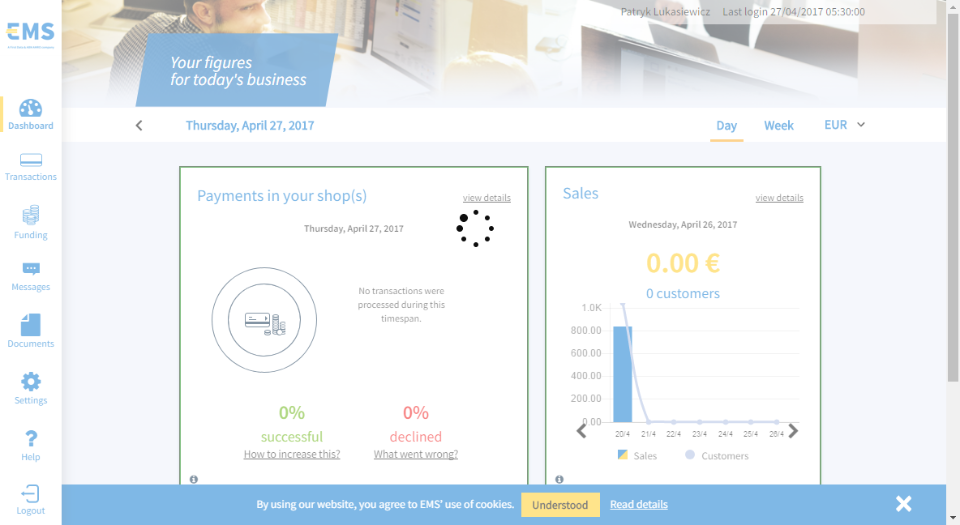 Patryk Lukasiewicz Last login 27/04/2017 05:30:00
EMS
Your figures
for today's business
Dashboard
Transactions
Funding
Messages
Documents
Settings
Help
Logout
Thursday, April 27, 2017
Day Week EUR
Payments in your shop(s)
view details
Thursday, April 27, 2017
No transactions were
processed during this
timespan.
0%
successful
How to increase this?
0%
declined
What went wrong?
Sales
view details
Wednesday, April 26, 2017
0.00 €
0 customers
1.0K
800.00
600.00
400.00
200.00
0.00
20/4 21/4 22/4 23/4 24/4 25/4 26/4
Sales Customers
By using our website, you agree to EMS' use of cookies. Understood Read details